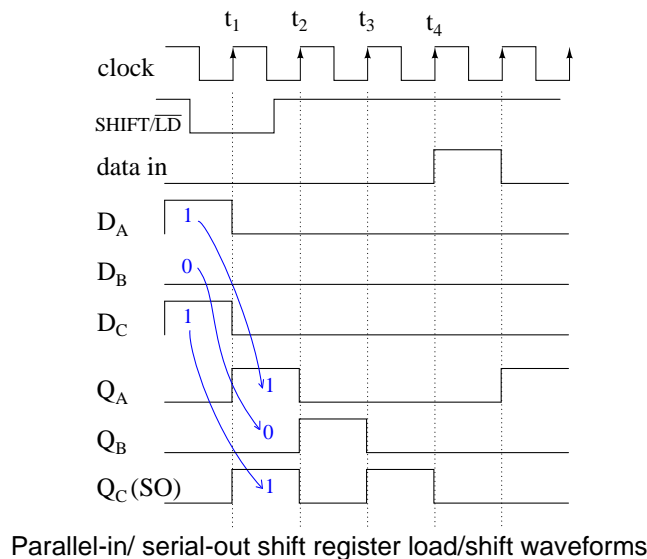 t1 t2 t3 t4
clock
SHIFT/LD
data in
DA 1
DB 0
DC 1
QA 1
QB 0
QC (SO) 1
Parallel-in/ serial-out shift register load/shift waveforms